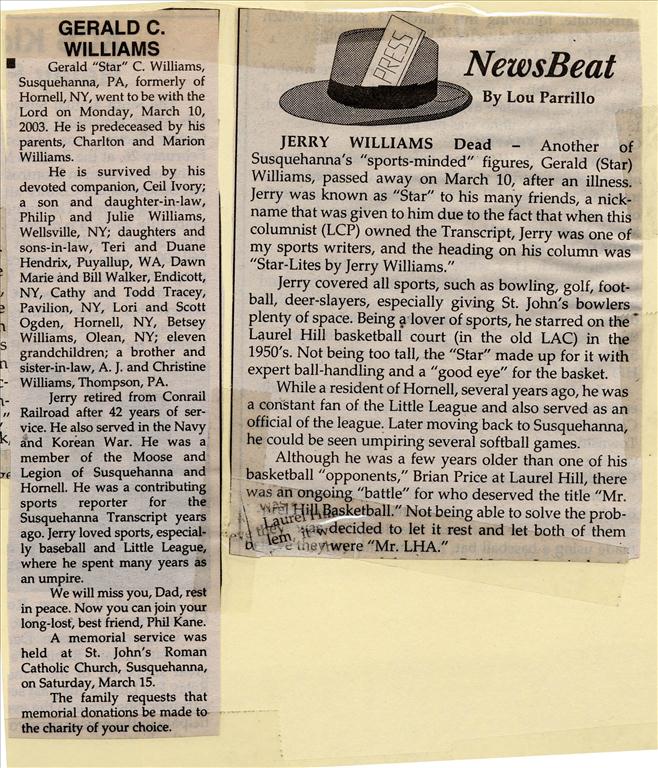 GERALD C.
WILLIAMS
Gerald "Star" C. Williams,
Susquehanna, PA, formerly of
Hornell, NY, went to be with the
Lord on Monday, March 10,
2003. He is predeceased by his
parents, Charlton and Marion
Williams.
He is survived by his
devoted companion, Ceil Ivory;
a son and daughter-in-law,
Philip and Julie Williams,
Wellsville, NY; daughters and
sons-in-law, Teri and Duane
Hendrix, Puyallup, WA, Dawn
Marie and Bill Walker, Endicott,
NY, Cathy and Todd Tracey,
Pavilion, NY, Lori and Scott
Ogden, Hornell, NY, Betsey
Williams, Olean, NY; eleven
grandchildren; a brother and
sister-in-law, A. J. and Christine
Williams, Thompson, PA.
Jerry retired from Conrail
Railroad after 42 years of ser-
vice. He also served in the Navy
and Korean War. He was a
member of the Moose and
Legion of Susquehanna and
Hornell. He was a contributing
sports reporter for the
Susquehanna Transcript years
ago. Jerry loved sports, especial-
ly baseball and Little League,
where he spent many years as
an umpire.
We will miss you, Dad, rest
in peace. Now you can join your
long-lost, best friend, Phil Kane.
A memorial service was
held at St. John's Roman
Catholic Church, Susquehanna,
on Saturday, March 15.
The family requests that
memorial donations be made to
the charity of your choice.
PRESS
NewsBeat
By Lou Parrillo
JERRY WILLIAMS Dead – Another of
Susquehanna's "sports-minded" figures, Gerald (Star)
Williams, passed away on March 10, after an illness.
Jerry was known as "Star" to his many friends, a nick-
name that was given to him due to the fact that when this
columnist (LCP) owned the Transcript, Jerry was one of
my sports writers, and the heading on his column was
"Star-Lites by Jerry Williams."
Jerry covered all sports, such as bowling, golf, foot-
ball, deer-slayers, especially giving St. John's bowlers
plenty of space. Being a lover of sports, he starred on the
Laurel Hill basketball court (in the old LAC) in the
1950's. Not being too tall, the "Star" made up for it with
expert ball-handling and a "good eye" for the basket.
While a resident of Hornell, several years ago, he was
a constant fan of the Little League and also served as an
official of the league. Later moving back to Susquehanna,
he could be seen umpiring several softball games.
Although he was a few years older than one of his
basketball "opponents," Brian Price at Laurel Hill, there
was an ongoing "battle" for who deserved the title "Mr.
Laurel Hill Basketball." Not being able to solve the prob-
lem, it was decided to let it rest and let both of them
they were "Mr. LHA."